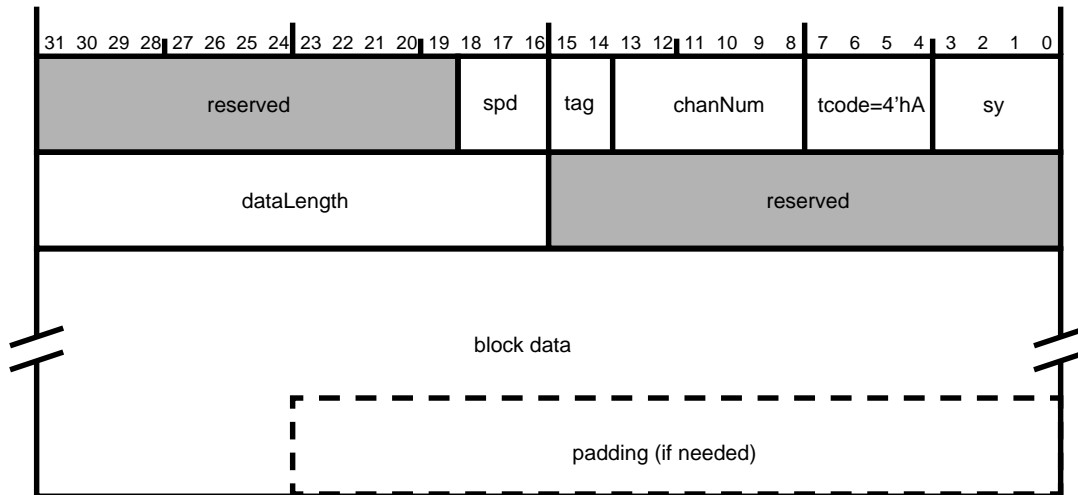 31 30 29 28 27 26 25 24 23 22 21 20 19 18 17 16 15 14 13 12 11 10 9 8 7 6 5 4 3 2 1 0
reserved spd tag chanNum tcode=4’hA sy
dataLength reserved
block data
padding (if needed)